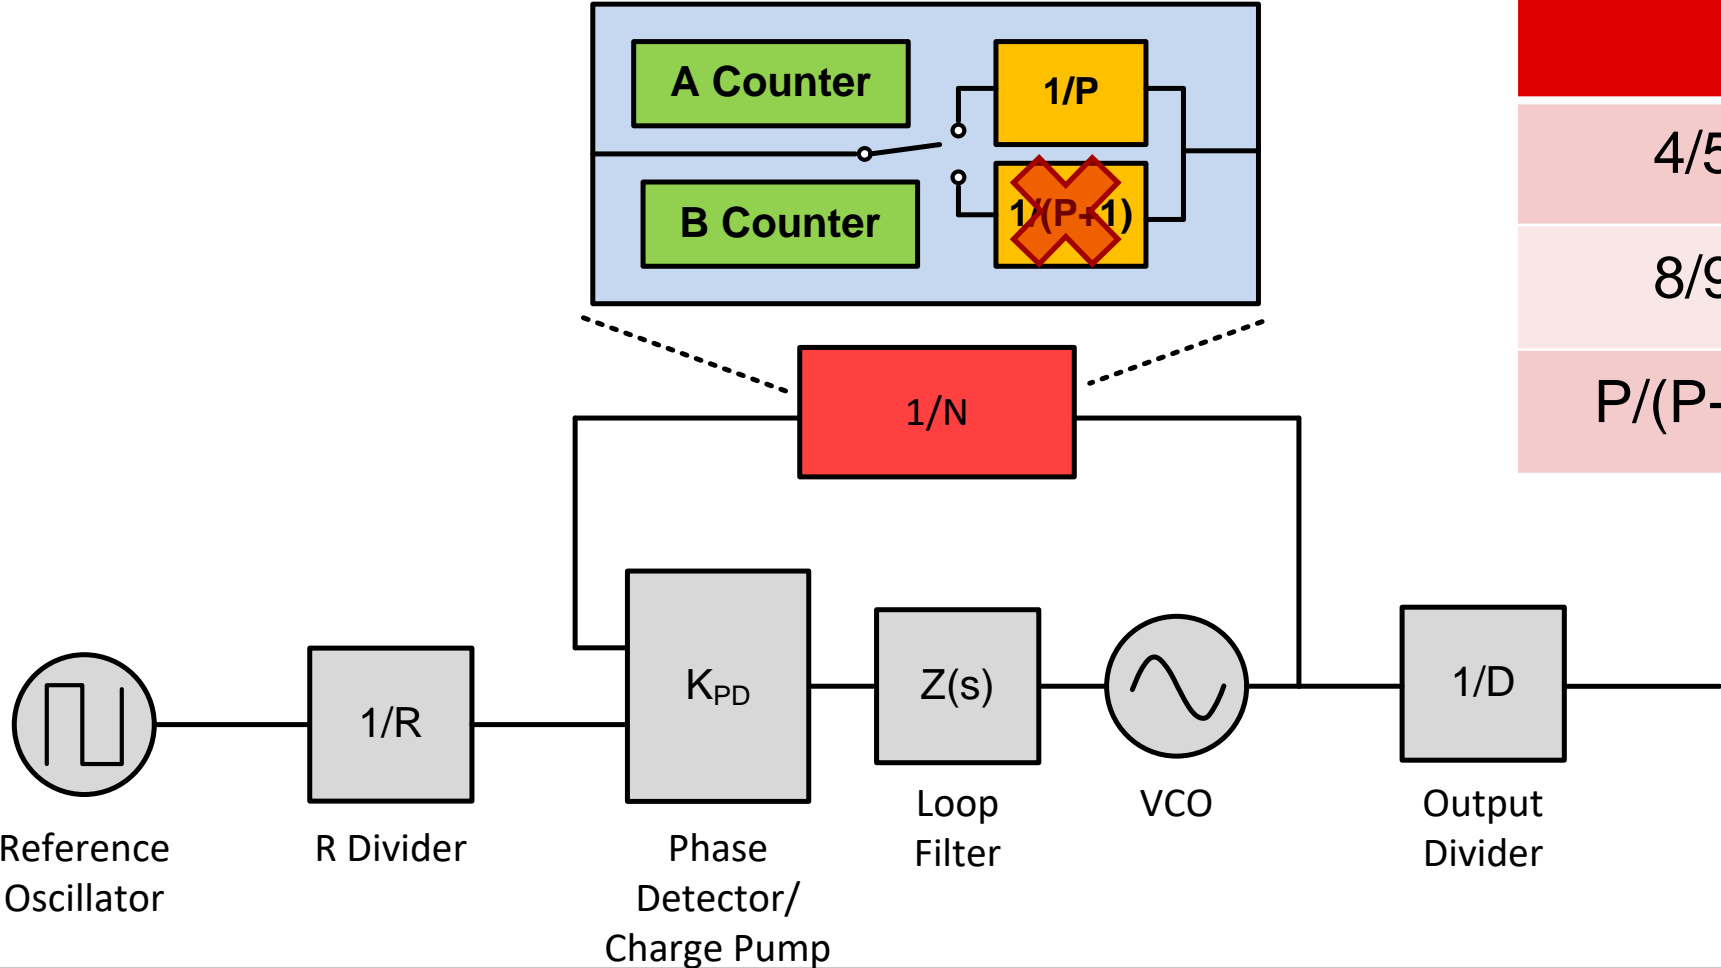 A Counter
1/P
B Counter
1/(P+1)
4/5
8/9
P/(P+
1/N
1/R
KPD
Z(s)
1/D
Reference
Oscillator
R Divider
Phase
Detector/
Charge Pump
Loop
Filter
VCO
Output
Divider